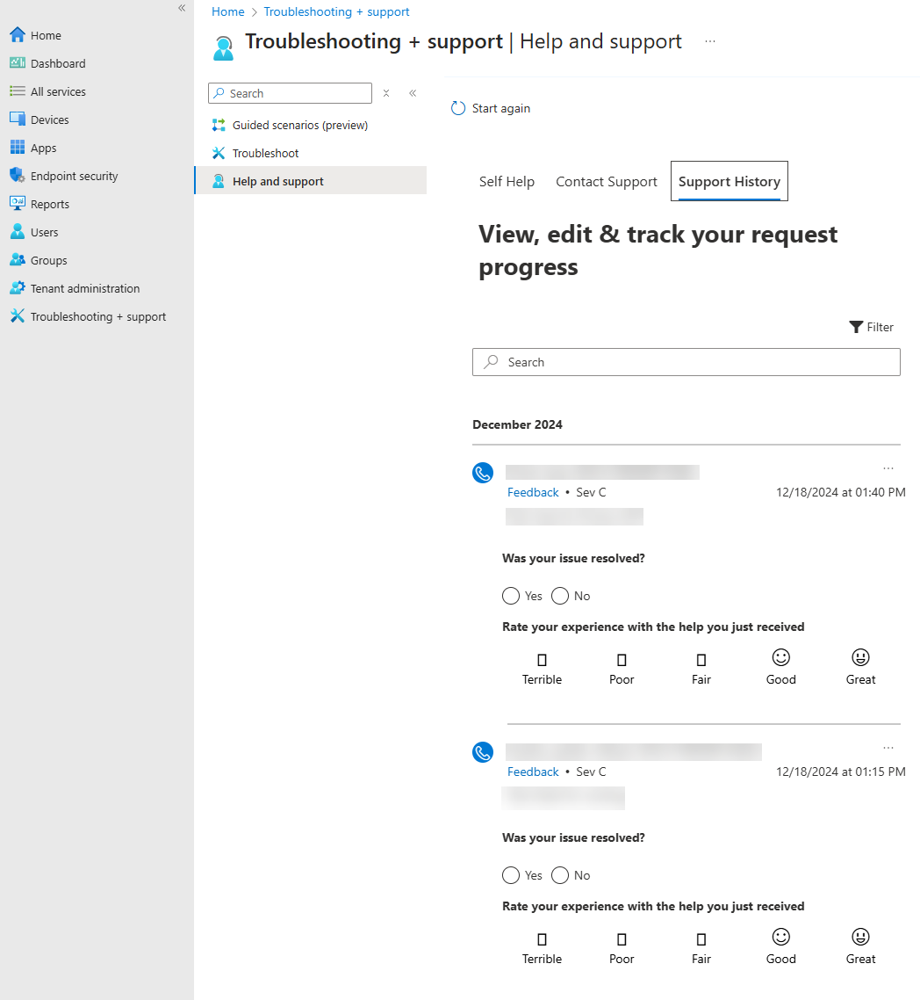 Home
Dashboard
All services
Devices
Apps
Endpoint security
Reports
Users
Groups
Tenant administration
Troubleshooting + support
Home > Troubleshooting + support
Troubleshooting + support | Help and support ...
Search
Guided scenarios (preview)
Troubleshoot
Help and support
Start again
Self Help Contact Support Support History
View, edit & track your request
progress
Filter
Search
December 2024
Feedback • Sev C 12/18/2024 at 01:40 PM
Was your issue resolved?
Yes No
Rate your experience with the help you just received
Terrible Poor Fair Good Great
Feedback • Sev C 12/18/2024 at 01:15 PM
Was your issue resolved?
Yes No
Rate your experience with the help you just received
Terrible Poor Fair Good Great